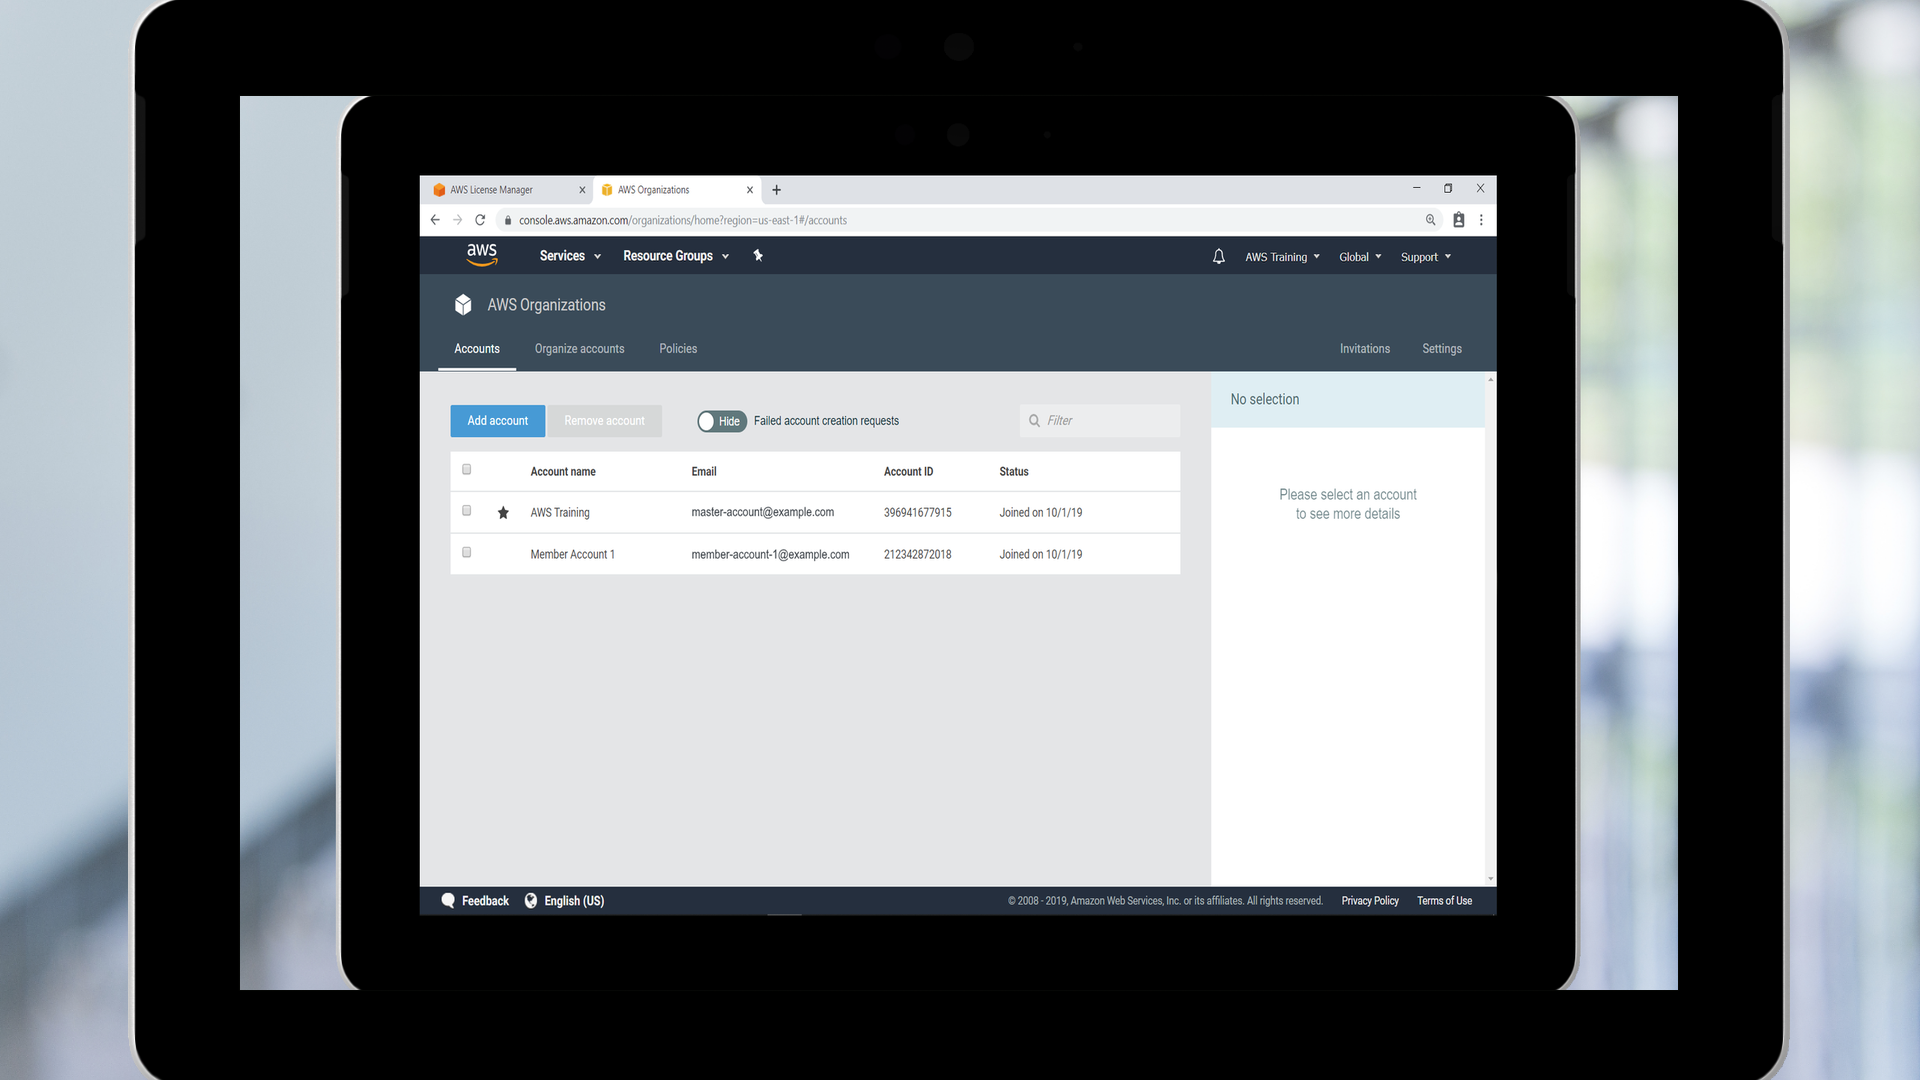 AWS License Manager
AWS Organizations
console.aws.amazon.com/organizations/home?region=us-east-1#/accounts
aws Services Resource Groups AWS Training Global Support
AWS Organizations
Accounts Organize accounts Policies Invitations Settings
No selection
Add account Remove account Hide Failed account creation requests Filter
Account name Email Account ID Status
AWS Training master-account@example.com 396941677915 Joined on 10/1/19
Member Account 1 member-account-1@example.com 212342872018 Joined on 10/1/19
Please select an account
to see more details
Feedback English (US) © 2008 - 2019, Amazon Web Services, Inc. or its affiliates. All rights reserved. Privacy Policy Terms of Use